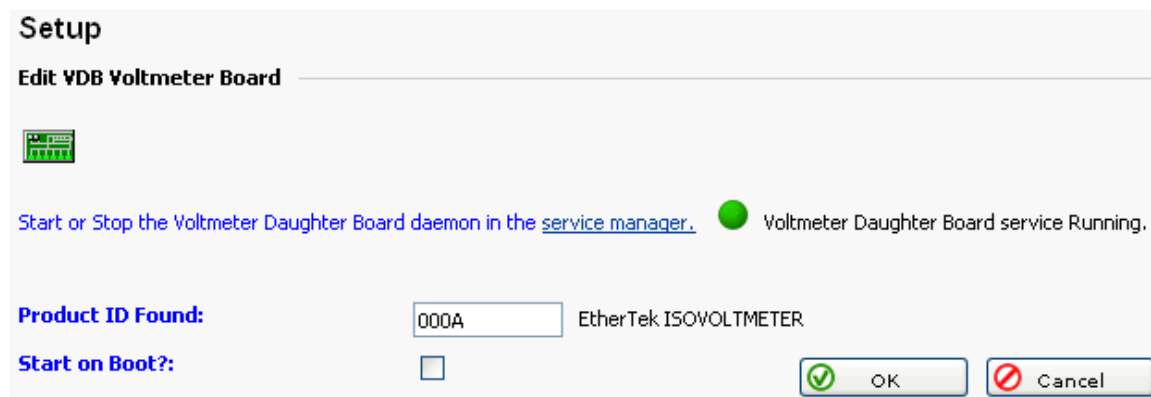 Setup
Edit VDB Voltmeter Board
Start or Stop the Voltmeter Daughter Board daemon in the service manager. Voltmeter Daughter Board service Running.
Product ID Found: 000A EtherTek ISOVOLTMETER
Start on Boot?: OK Cancel